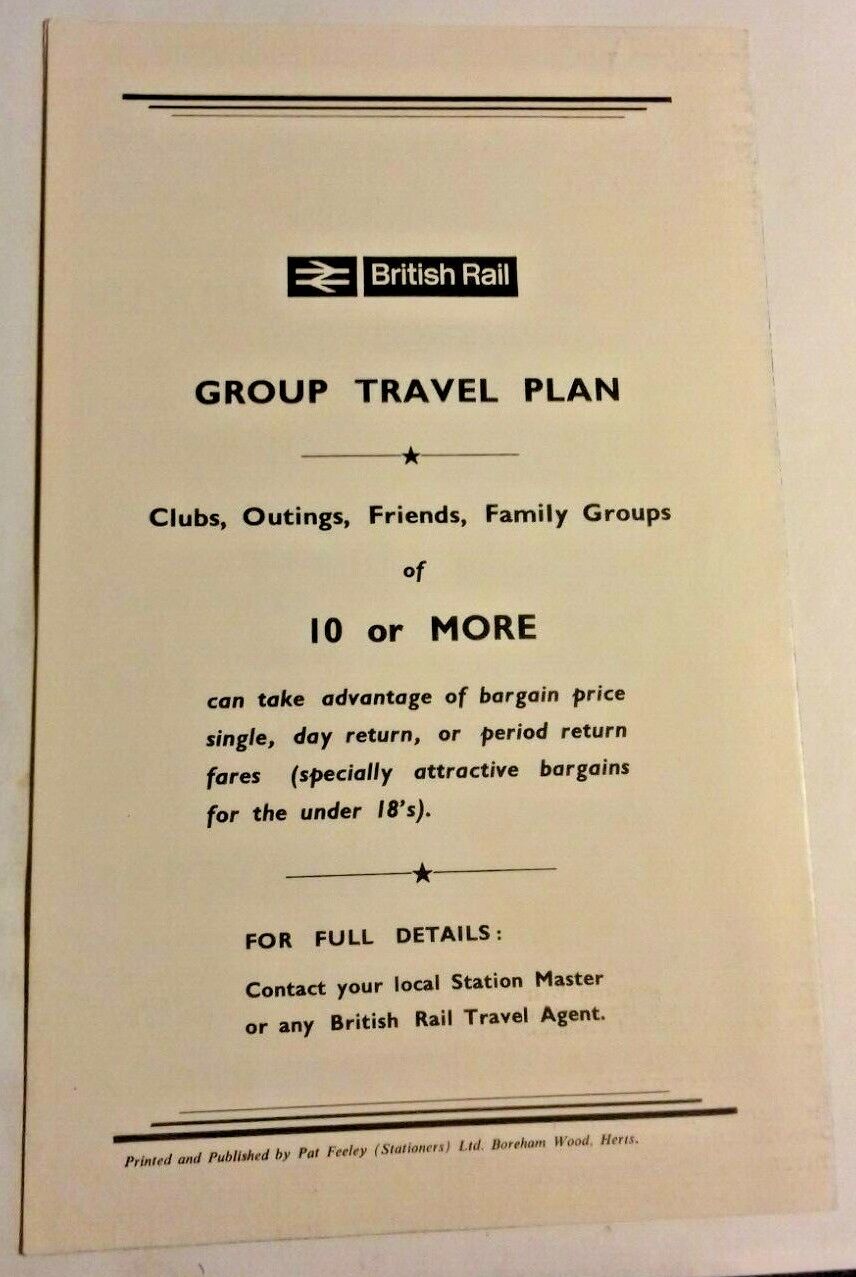 British Rail
GROUP TRAVEL PLAN
Clubs, Outings, Friends, Family Groups
of
10 or MORE
can take advantage of bargain price
single, day return, or period return
fares (specially attractive bargains
for the under 18's).
FOR FULL DETAILS:
Contact your local Station Master
or any British Rail Travel Agent.
Printed and Published by Pat Feeley (Stationers) Ltd. Boreham Wood, Herts.